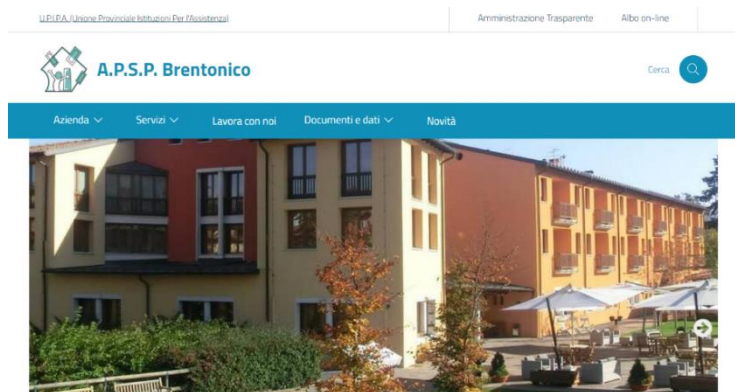 U.P.I.P.A. (Unione Provinciale Istituzioni Per l'Assistenza)
Amministrazione Trasparente Albo on-line
A.P.S.P. Brentonico
Cerca
Azienda Servizi Lavora con noi Documenti e dati Novità